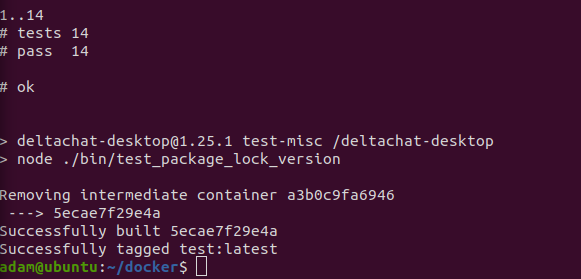 1..14
# tests 14
# pass  14
# ok
> deltachat-desktop@1.25.1 test-misc /deltachat-desktop
> node ./bin/test_package_lock_version
Removing intermediate container a3b0c9fa6946
 ---> 5ecae7f29e4a
Successfully built 5ecae7f29e4a
Successfully tagged test:latest
adam@ubuntu:~/docker$